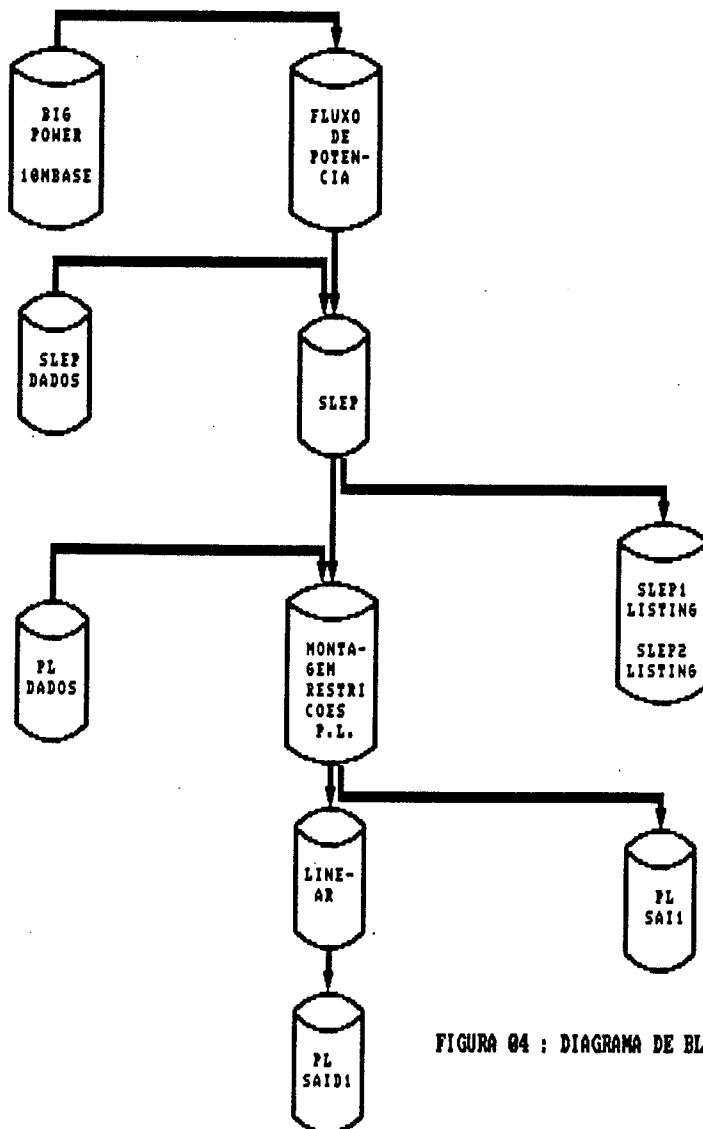 BIG
POWER
10MBASE
FLUXO
DE
POTEN-
CIA
SLEP
DADOS
SLEP
SLEP1
LISTING
SLEP2
LISTING
PL
DADOS
MONTA-
GEM
RESTRI
COES
P.L.
LINE-
AR
PL
SAI1
PL
SAID1
FIGURA 04 : DIAGRAMA DE BL